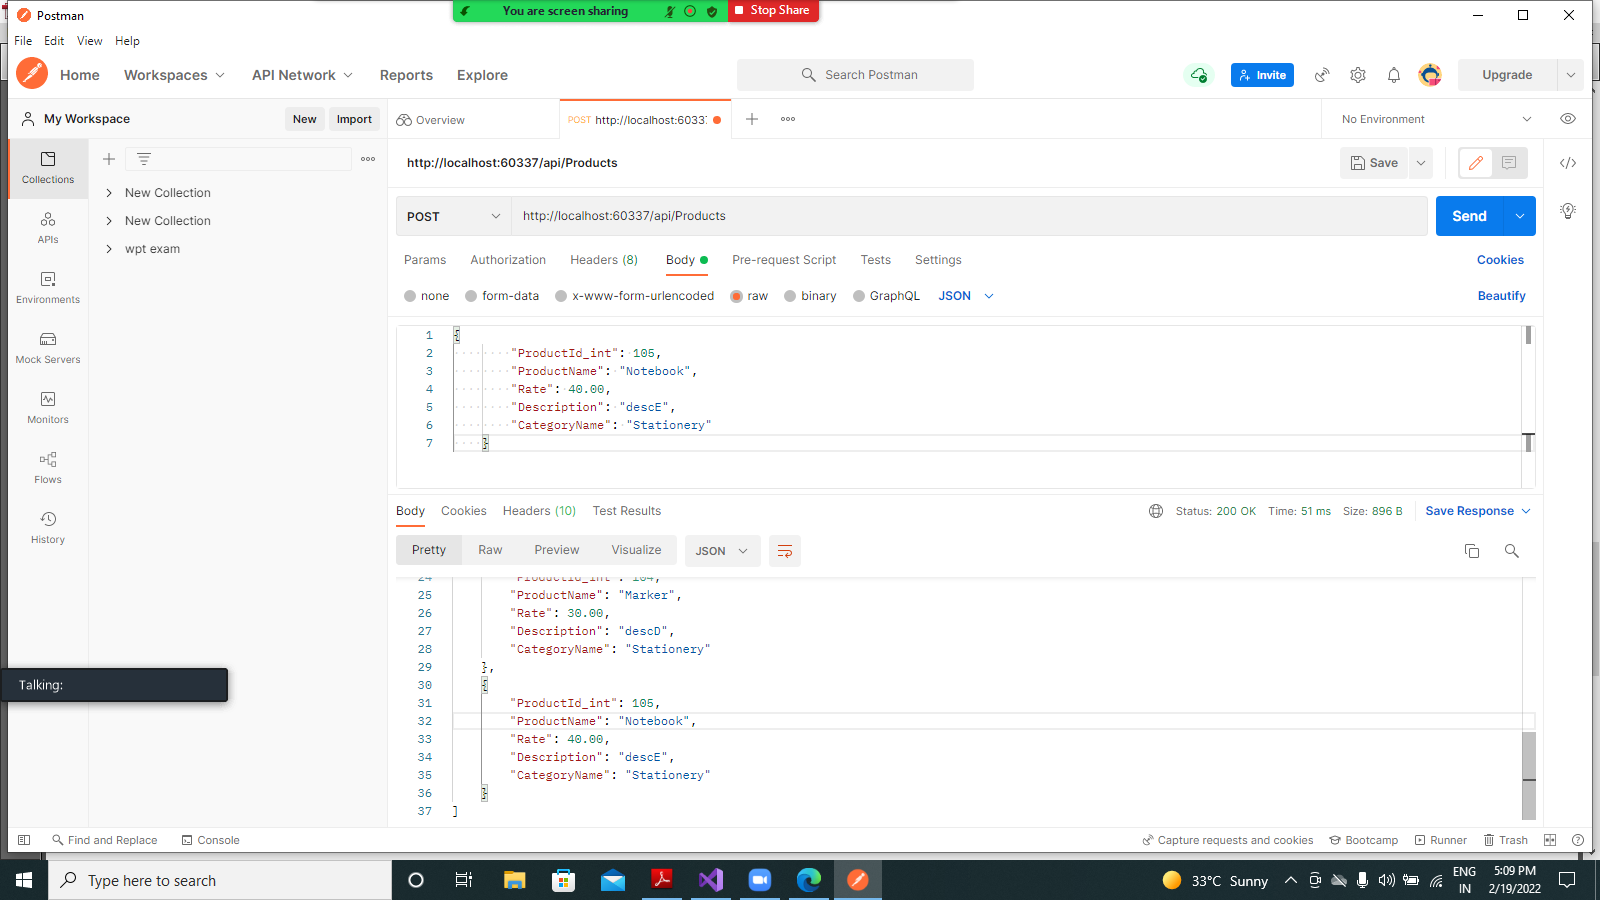 Postman
You are screen sharing
Stop Share
File Edit View Help
Home Workspaces API Network Reports Explore
Search Postman
Invite
Upgrade
My Workspace
New Import
Overview
POST http://localhost:6033
No Environment
Collections
New Collection
New Collection
wpt exam
APIs
Environments
Mock Servers
Monitors
Flows
History
http://localhost:60337/api/Products
Save
POST http://localhost:60337/api/Products
Send
Params Authorization Headers (8) Body Pre-request Script Tests Settings
Cookies
none form-data x-www-form-urlencoded raw binary GraphQL JSON
Beautify
1 {
2 "ProductId_int": 105,
3 "ProductName": "Notebook",
4 "Rate": 40.00,
5 "Description": "descE",
6 "CategoryName": "Stationery"
7 }
Body Cookies Headers (10) Test Results
Status: 200 OK Time: 51 ms Size: 896 B
Save Response
Pretty Raw Preview Visualize JSON
24 "ProductId_int": 104,
25 "ProductName": "Marker",
26 "Rate": 30.00,
27 "Description": "descD",
28 "CategoryName": "Stationery"
29 },
30 {
31 "ProductId_int": 105,
32 "ProductName": "Notebook",
33 "Rate": 40.00,
34 "Description": "descE",
35 "CategoryName": "Stationery"
36 }
37 ]
Talking:
Find and Replace Console
Capture requests and cookies Bootcamp Runner Trash
Type here to search
33°C Sunny
ENG
IN
5:09 PM
2/19/2022